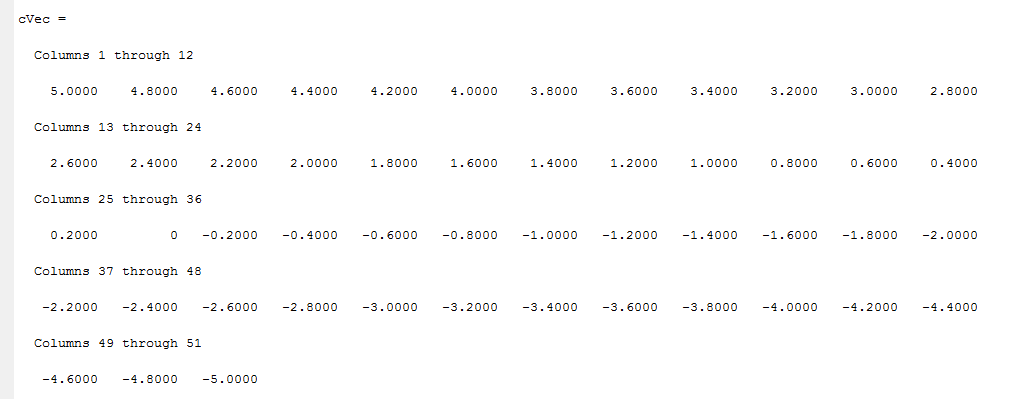 cVec =
Columns 1 through 12
5.0000 4.8000 4.6000 4.4000 4.2000 4.0000 3.8000 3.6000 3.4000 3.2000 3.0000 2.8000
Columns 13 through 24
2.6000 2.4000 2.2000 2.0000 1.8000 1.6000 1.4000 1.2000 1.0000 0.8000 0.6000 0.4000
Columns 25 through 36
0.2000 0 -0.2000 -0.4000 -0.6000 -0.8000 -1.0000 -1.2000 -1.4000 -1.6000 -1.8000 -2.0000
Columns 37 through 48
-2.2000 -2.4000 -2.6000 -2.8000 -3.0000 -3.2000 -3.4000 -3.6000 -3.8000 -4.0000 -4.2000 -4.4000
Columns 49 through 51
-4.6000 -4.8000 -5.0000